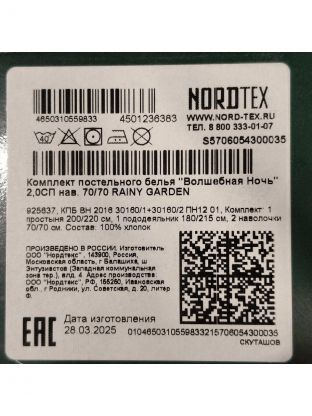 4650310559833
4501236383
NORDTEX
WWW.NORD-TEX.RU
ТЕЛ. 8 800 333-01-07
S5706054300035
40
Комплект постельного белья "Волшебная Ночь"
2,0СП нав. 70/70 RAINY GARDEN
925637, КПБ ВН 2016 30160/1+30160/2 ПН12 01, Комплект: 1
простыня 200/220 см, 1 пододеяльник 180/215 см, 2 наволочки
70/70 см. Состав: 100% хлопок
ПРОИЗВЕДЕНО В РОССИИ. Изготовитель
ООО "Нордтекс", 143900, Россия,
Московская область, г. Балашиха, ш
Энтузиастов (Западная коммунальная
зона тер.), влд. 4. Адрес производства:
ООО "Нордтекс", РФ, 155250, Ивановская
обл., г Родники, ул. да, д. 20, литер
Ф.
EAC
Дата изготовления
28.03.2025
0104650310559833215706054300035
СКУТАШОВ